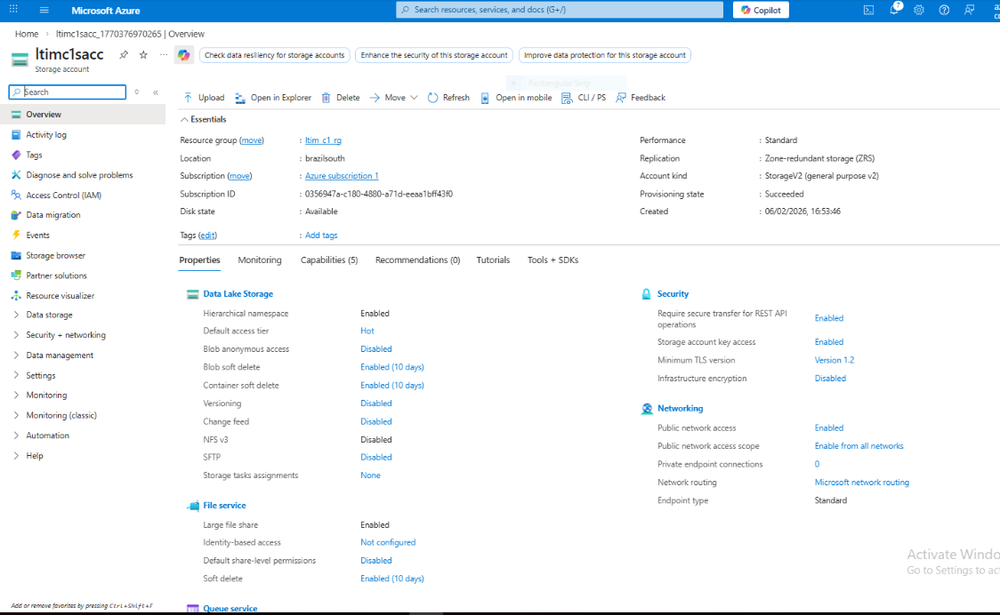 Microsoft Azure
Search resources, services, and docs (G+/)
Copilot
7
Home > ltimc1sacc_1770376970265 | Overview
ltimc1sacc
Storage account
Check data resiliency for storage accounts
Enhance the security of this storage account
Improve data protection for this storage account
Search
Rectangular Snip
Upload Open in Explorer Delete Move Refresh Open in mobile CLI / PS Feedback
Overview
Activity log
Tags
Diagnose and solve problems
Access Control (IAM)
Data migration
Events
Storage browser
Partner solutions
Resource visualizer
Data storage
Security + networking
Data management
Settings
Monitoring
Monitoring (classic)
Automation
Help
Add or remove favorites by pressing Ctrl+Shift+F
Essentials
Resource group (move) : ltim_c1_rg
Location : brazilsouth
Subscription (move) : Azure subscription 1
Subscription ID : 0356947a-c180-4880-a71d-eeaa1bff43f0
Disk state : Available
Tags (edit) : Add tags
Performance : Standard
Replication : Zone-redundant storage (ZRS)
Account kind : StorageV2 (general purpose v2)
Provisioning state : Succeeded
Created : 06/02/2026, 16:53:46
Properties Monitoring Capabilities (5) Recommendations (0) Tutorials Tools + SDKs
Data Lake Storage
Hierarchical namespace Enabled
Default access tier Hot
Blob anonymous access Disabled
Blob soft delete Enabled (10 days)
Container soft delete Enabled (10 days)
Versioning Disabled
Change feed Disabled
NFS v3 Disabled
SFTP Disabled
Storage tasks assignments None
File service
Large file share Enabled
Identity-based access Not configured
Default share-level permissions Disabled
Soft delete Enabled (10 days)
Queue service
Security
Require secure transfer for REST API
operations Enabled
Storage account key access Enabled
Minimum TLS version Version 1.2
Infrastructure encryption Disabled
Networking
Public network access Enabled
Public network access scope Enable from all networks
Private endpoint connections 0
Network routing Microsoft network routing
Endpoint type Standard
Activate Windo
Go to Settings to act